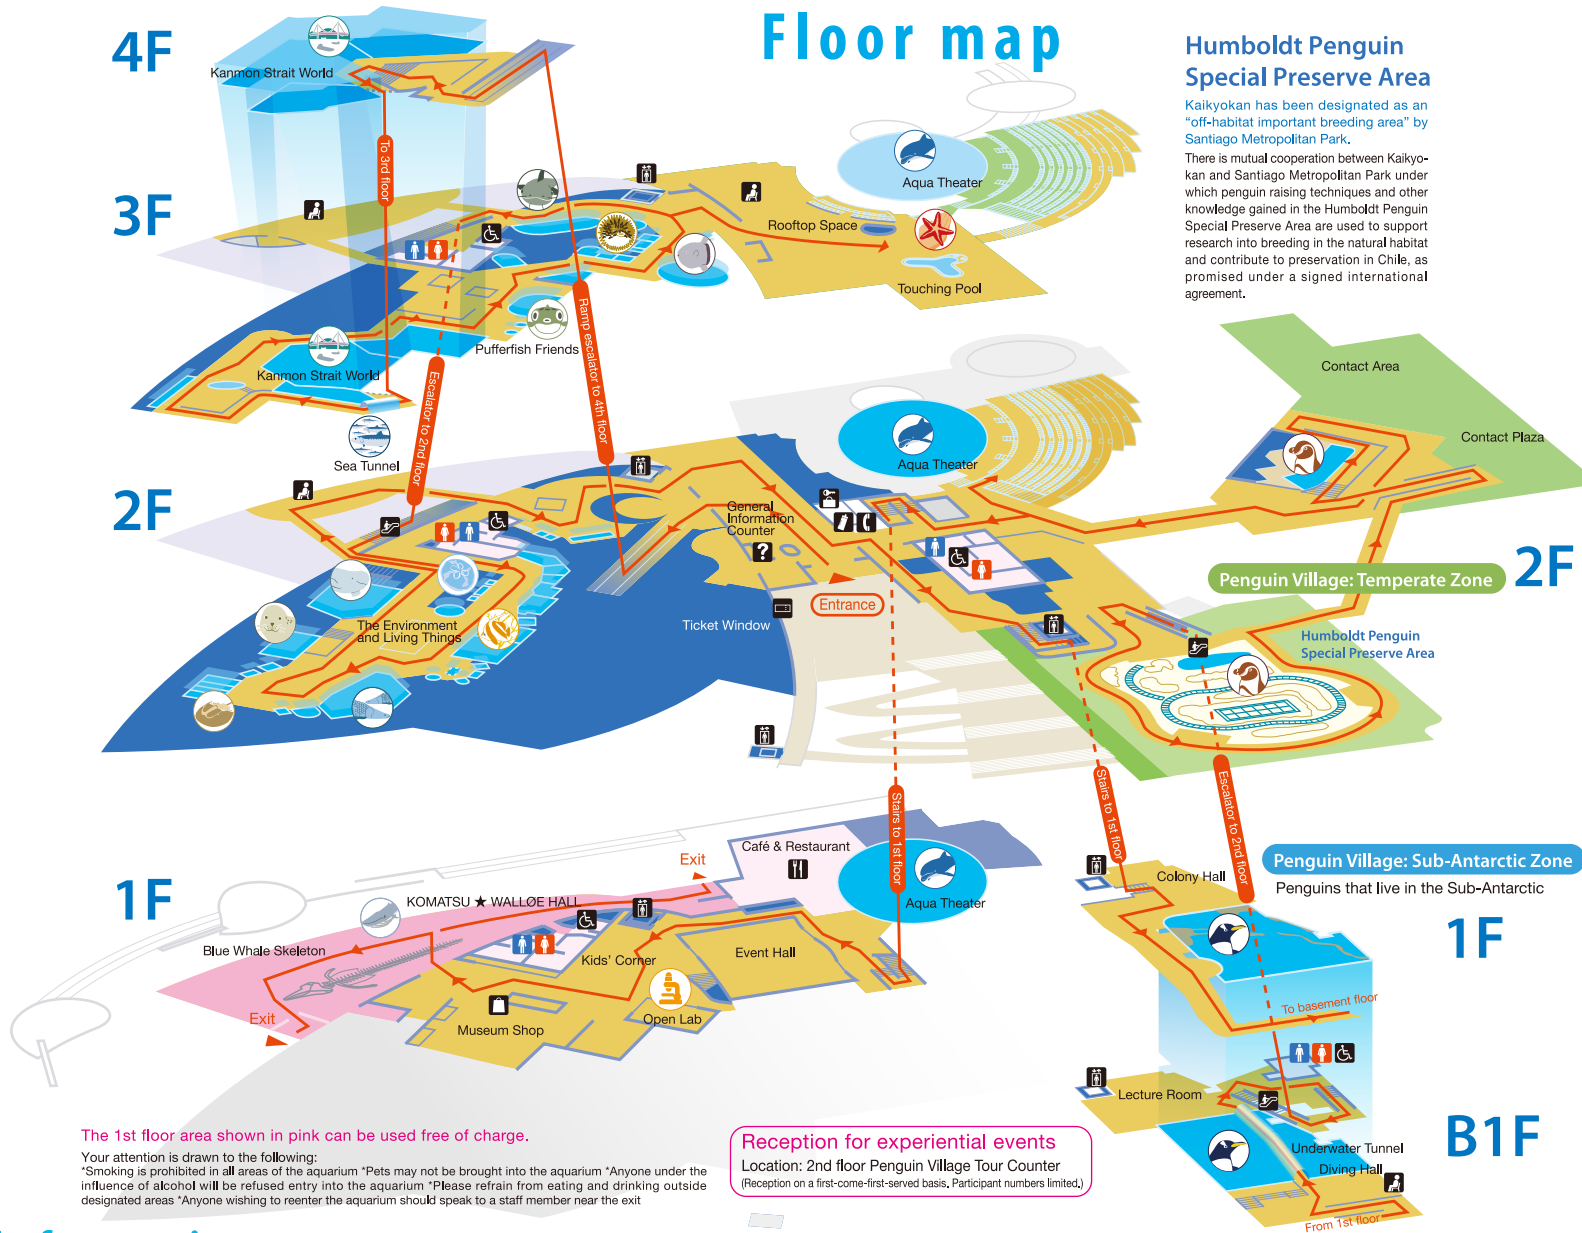 Floor map
4F
Kanmon Strait World
To 3rd floor
Humboldt Penguin
Special Preserve Area
Kaikyokan has been designated as an
“off-habitat important breeding area” by
Santiago Metropolitan Park.
There is mutual cooperation between Kaikyo-
kan and Santiago Metropolitan Park under
which penguin raising techniques and other
knowledge gained in the Humboldt Penguin
Special Preserve Area are used to support
research into breeding in the natural habitat
and contribute to preservation in Chile, as
promised under a signed international
agreement.
3F
Aqua Theater
Rooftop Space
Touching Pool
Pufferfish Friends
Kanmon Strait World
Sea Tunnel
Escalator to 2nd floor
Ramp escalator to 4th floor
2F
Aqua Theater
General
Information
Counter
?
Entrance
Ticket Window
The Environment
and Living Things
Contact Area
Contact Plaza
Penguin Village: Temperate Zone
2F
Humboldt Penguin
Special Preserve Area
Stairs to 1st floor
Stairs to 1st floor
Escalator to 2nd floor
1F
Exit
Café & Restaurant
Aqua Theater
KOMATSU ★ WALLØE HALL
Blue Whale Skeleton
Kids’ Corner
Event Hall
Museum Shop
Open Lab
Exit
Colony Hall
Penguin Village: Sub-Antarctic Zone
Penguins that live in the Sub-Antarctic
1F
To basement floor
Lecture Room
B1F
Underwater Tunnel
Diving Hall
From 1st floor
The 1st floor area shown in pink can be used free of charge.
Your attention is drawn to the following:
*Smoking is prohibited in all areas of the aquarium *Pets may not be brought into the aquarium *Anyone under the
influence of alcohol will be refused entry into the aquarium *Please refrain from eating and drinking outside
designated areas *Anyone wishing to reenter the aquarium should speak to a staff member near the exit
Reception for experiential events
Location: 2nd floor Penguin Village Tour Counter
(Reception on a first-come-first-served basis. Participant numbers limited.)